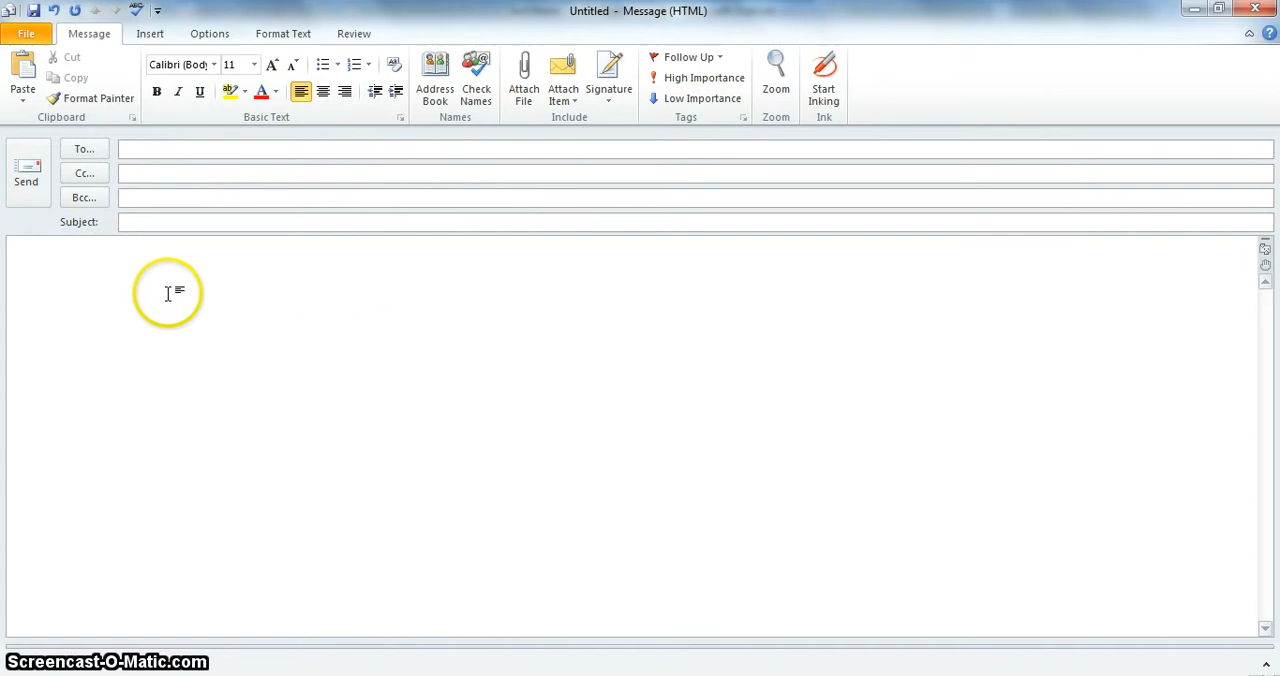 Untitled - Message (HTML)
File Message Insert Options Format Text Review
Paste
Cut
Copy
Format Painter
Clipboard
Calibri (Body 11
Basic Text
Address Book
Check Names
Names
Attach File
Attach Item
Signature
Include
Follow Up
High Importance
Low Importance
Tags
Zoom
Zoom
Start Inking
Ink
Send
To...
Cc...
Bcc...
Subject:
Screencast-O-Matic.com